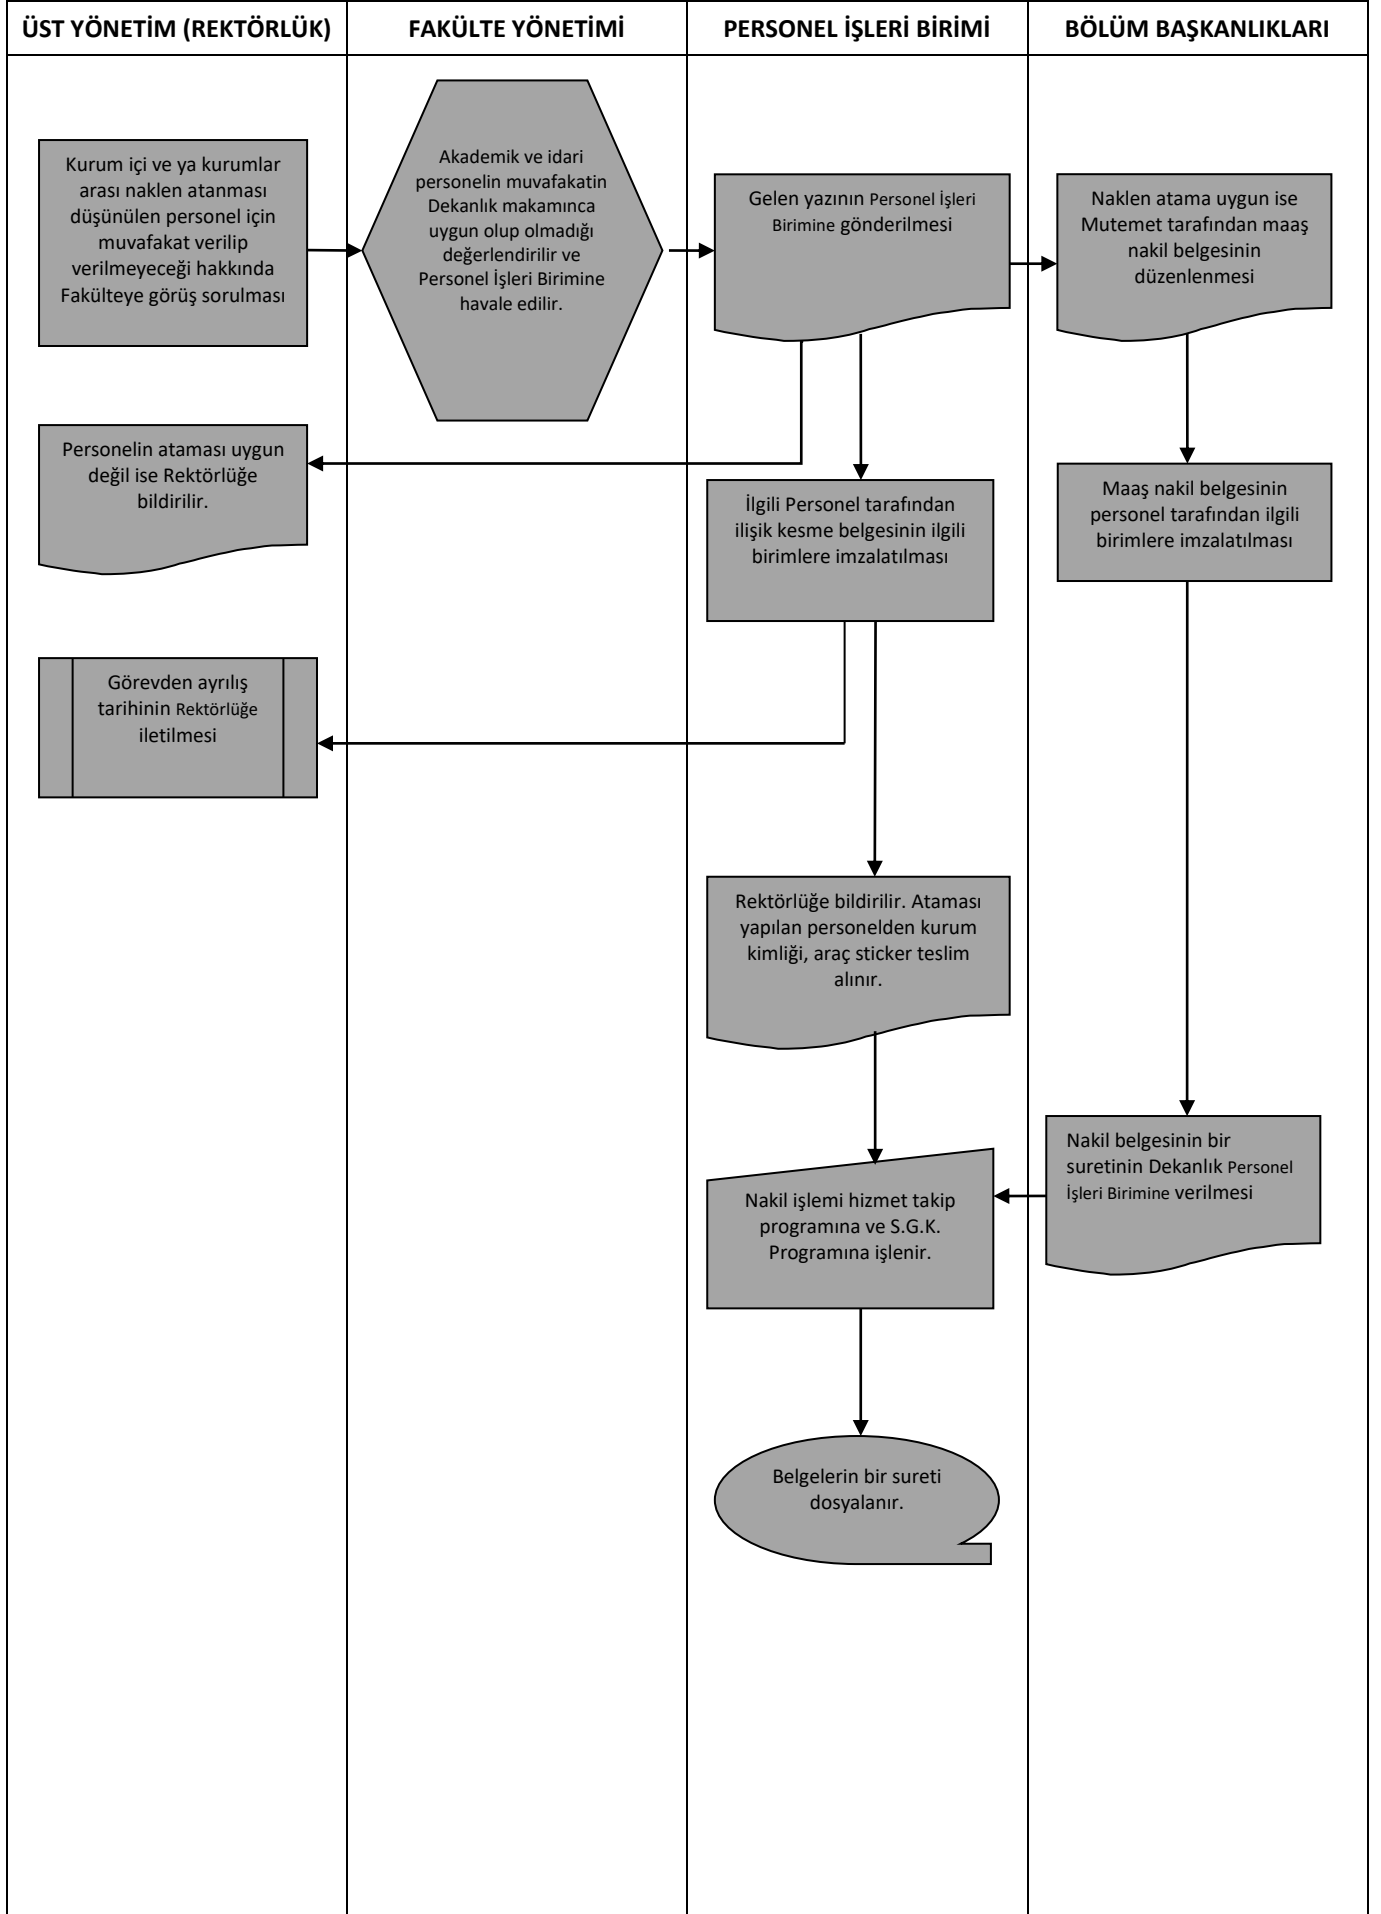 ÜST YÖNETİM (REKTÖRLÜK)
FAKÜLTE YÖNETİMİ
PERSONEL İŞLERİ BİRİMİ
BÖLÜM BAŞKANLIKLARI
Kurum içi ve ya kurumlar
arası naklen atanması
düşünülen personel için
muvafakat verilip
verilmeyeceği hakkında
Fakülteye görüş sorulması
Akademik ve idari
personelin muvafakatin
Dekanlık makamınca
uygun olup olmadığı
değerlendirilir ve
Personel İşleri Birimine
havale edilir.
Gelen yazının Personel İşleri
Birimine gönderilmesi
Naklen atama uygun ise
Mutemet tarafından maaş
nakil belgesinin
düzenlenmesi
Personelin ataması uygun
değil ise Rektörlüğe
bildirilir.
İlgili Personel tarafından
ilişik kesme belgesinin ilgili
birimlere imzalatılması
Maaş nakil belgesinin
personel tarafından ilgili
birimlere imzalatılması
Görevden ayrılış
tarihinin Rektörlüğe
iletilmesi
Rektörlüğe bildirilir. Ataması
yapılan personelden kurum
kimliği, araç sticker teslim
alınır.
Nakil belgesinin bir
suretinin Dekanlık Personel
İşleri Birimine verilmesi
Nakil işlemi hizmet takip
programına ve S.G.K.
Programına işlenir.
Belgelerin bir sureti
dosyalanır.